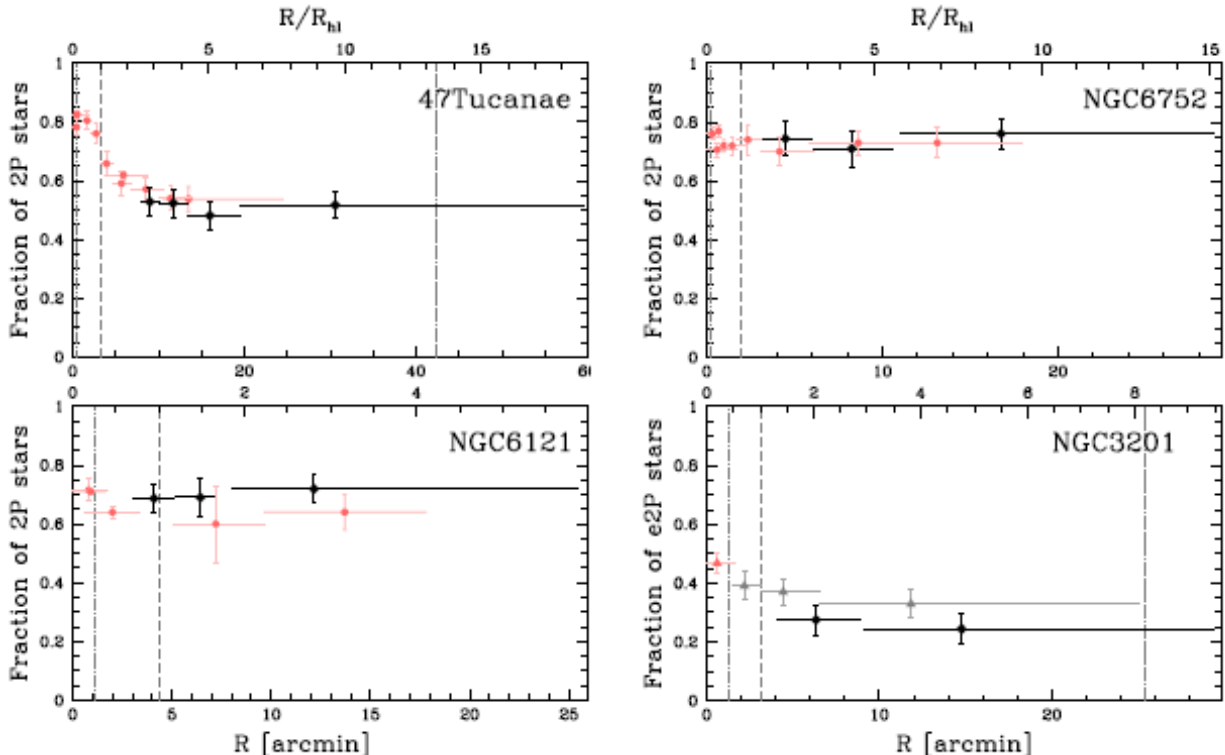 R/R_hl R/R_hl
0 5 10 15 0 5 10 15
1 1
47Tucanae NGC6752
0.8 0.8
0.6 0.6
0.4 0.4
0.2 0.2
0 0
Fraction of 2P stars Fraction of 2P stars
0 20 40 60 0 10 20
0 2 4 0 2 4 6 8
1 1
NGC6121 NGC3201
0.8 0.8
0.6 0.6
0.4 0.4
0.2 0.2
0 0
Fraction of 2P stars Fraction of e2P stars
0 5 10 15 20 25 0 10 20
R [arcmin] R [arcmin]